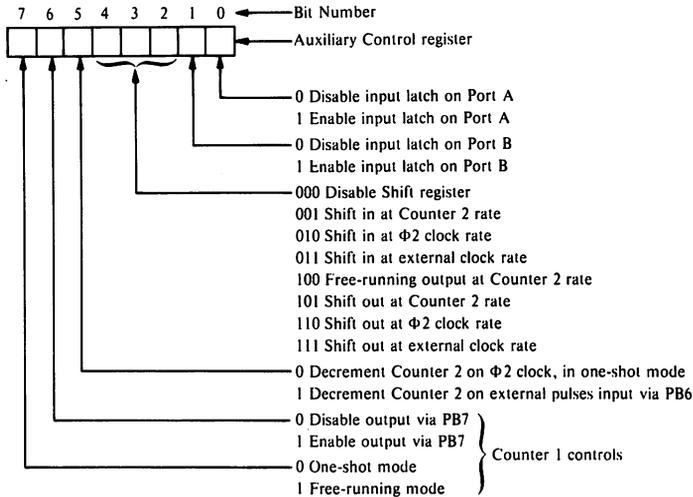 7 6 5 4 3 2 1 0 Bit Number
Auxiliary Control register
0 Disable input latch on Port A
1 Enable input latch on Port A
0 Disable input latch on Port B
1 Enable input latch on Port B
000 Disable Shift register
001 Shift in at Counter 2 rate
010 Shift in at Φ2 clock rate
011 Shift in at external clock rate
100 Free-running output at Counter 2 rate
101 Shift out at Counter 2 rate
110 Shift out at Φ2 clock rate
111 Shift out at external clock rate
0 Decrement Counter 2 on Φ2 clock, in one-shot mode
1 Decrement Counter 2 on external pulses input via PB6
0 Disable output via PB7
1 Enable output via PB7
Counter 1 controls
0 One-shot mode
1 Free-running mode